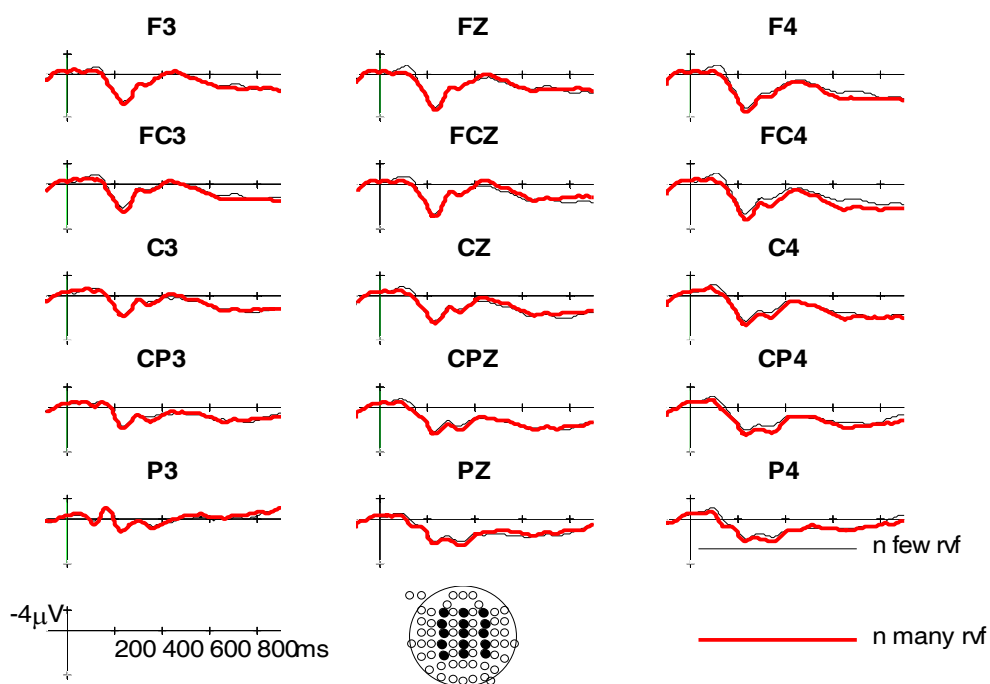 F3 FZ F4
FC3 FCZ FC4
C3 CZ C4
CP3 CPZ CP4
P3 PZ P4
n few rvf
-4μV
200 400 600 800ms
n many rvf